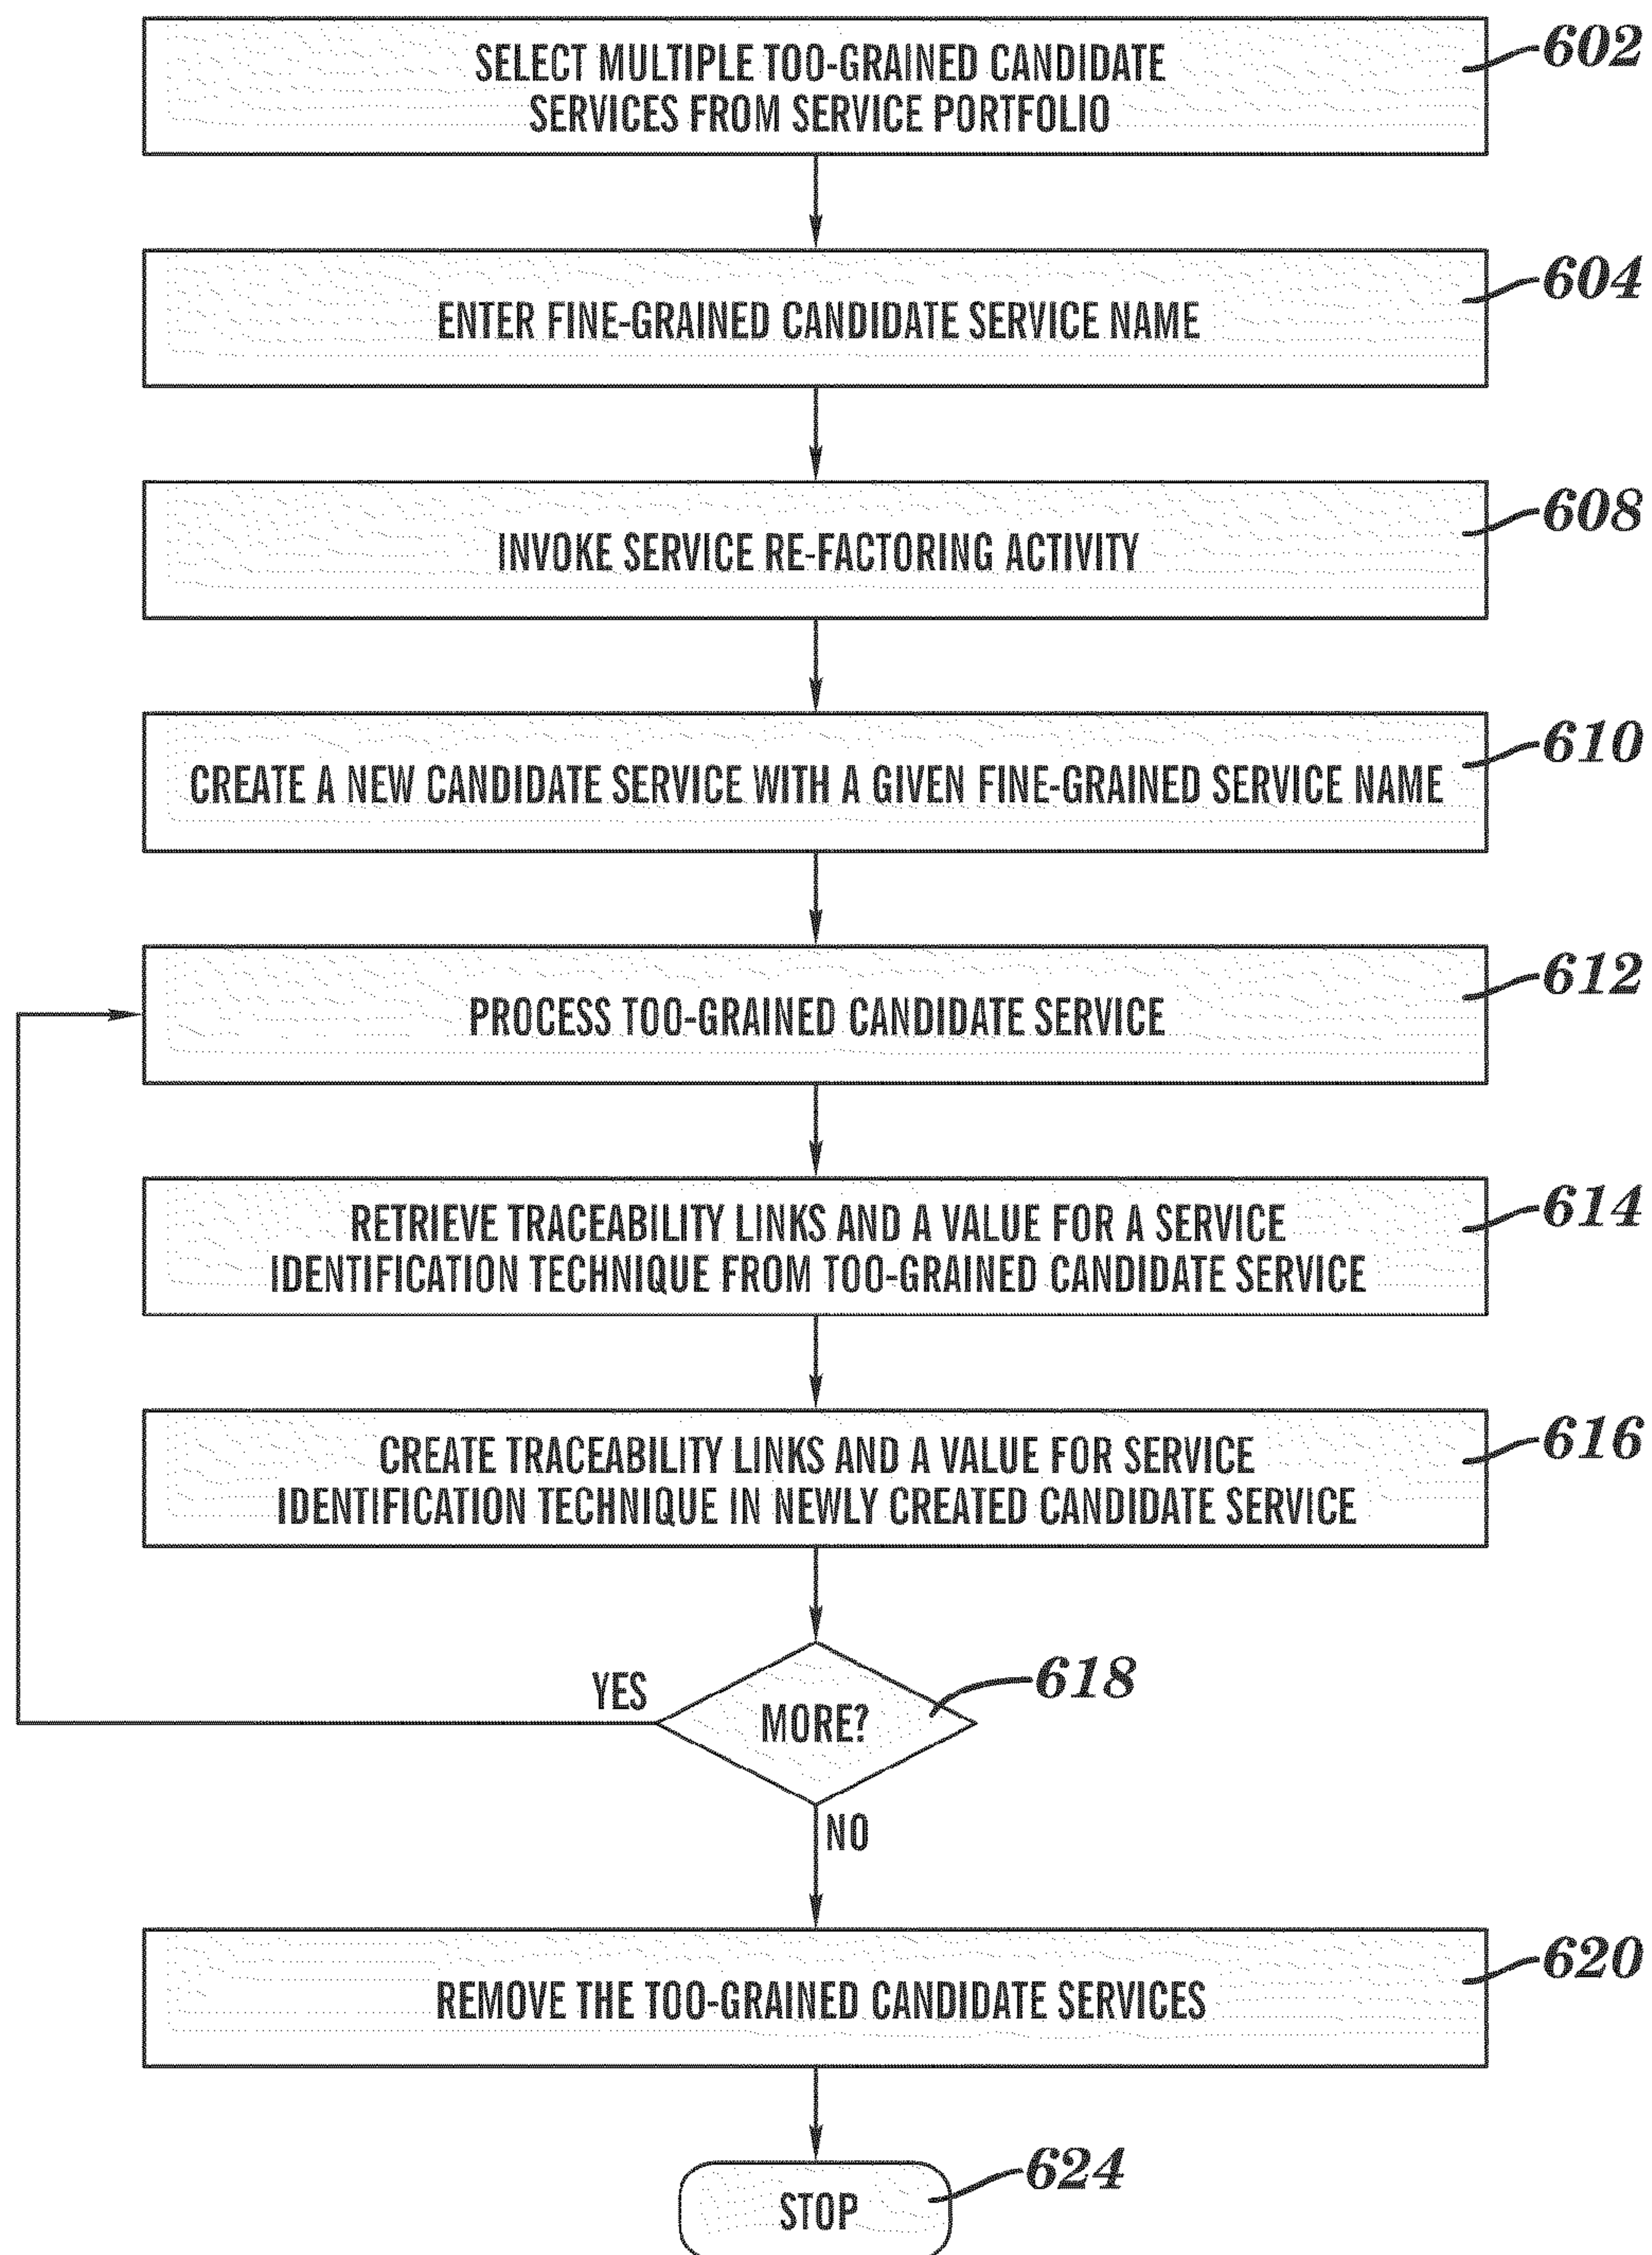 SELECT MULTIPLE TOO-GRAINED CANDIDATE
SERVICES FROM SERVICE PORTFOLIO
602
ENTER FINE-GRAINED CANDIDATE SERVICE NAME
604
INVOKE SERVICE RE-FACTORING ACTIVITY
608
CREATE A NEW CANDIDATE SERVICE WITH A GIVEN FINE-GRAINED SERVICE NAME
610
PROCESS TOO-GRAINED CANDIDATE SERVICE
612
RETRIEVE TRACEABILITY LINKS AND A VALUE FOR A SERVICE
IDENTIFICATION TECHNIQUE FROM TOO-GRAINED CANDIDATE SERVICE
614
CREATE TRACEABILITY LINKS AND A VALUE FOR SERVICE
IDENTIFICATION TECHNIQUE IN NEWLY CREATED CANDIDATE SERVICE
616
YES
MORE?
618
NO
REMOVE THE TOO-GRAINED CANDIDATE SERVICES
620
STOP
624